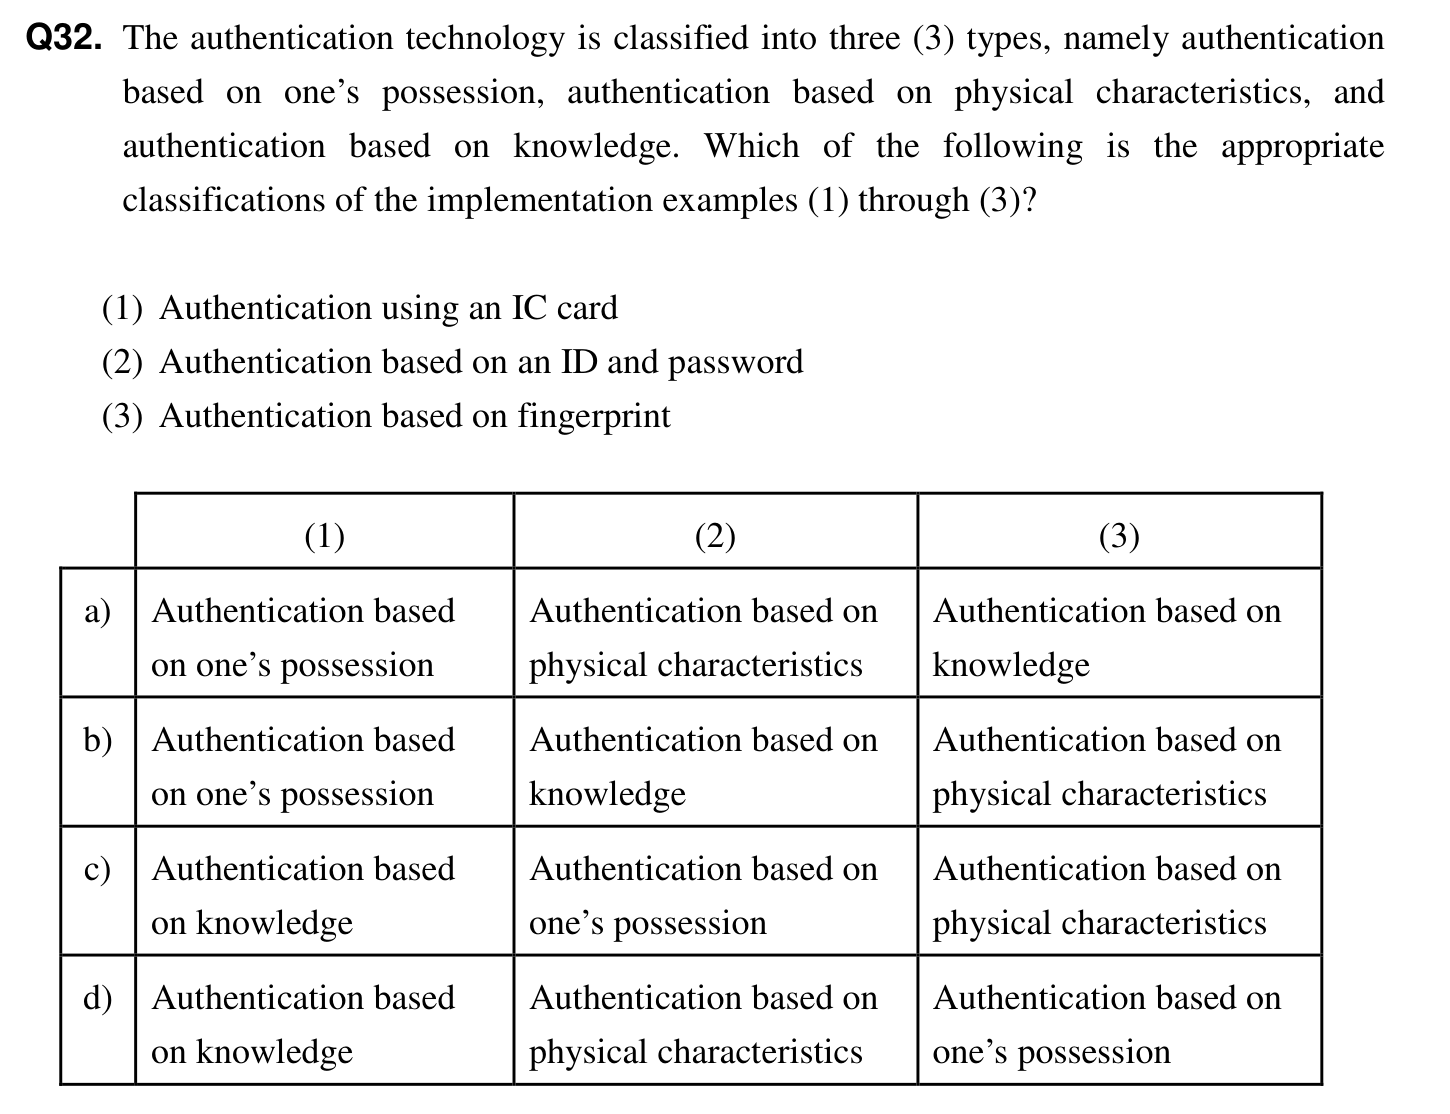 Q32. The authentication technology is classified into three (3) types, namely authentication
based on one’s possession, authentication based on physical characteristics, and
authentication based on knowledge. Which of the following is the appropriate
classifications of the implementation examples (1) through (3)?
(1) Authentication using an IC card
(2) Authentication based on an ID and password
(3) Authentication based on fingerprint
(1) (2) (3)
a) Authentication based Authentication based on Authentication based on
on one’s possession physical characteristics knowledge
b) Authentication based Authentication based on Authentication based on
on one’s possession knowledge physical characteristics
c) Authentication based Authentication based on Authentication based on
on knowledge one’s possession physical characteristics
d) Authentication based Authentication based on Authentication based on
on knowledge physical characteristics one’s possession